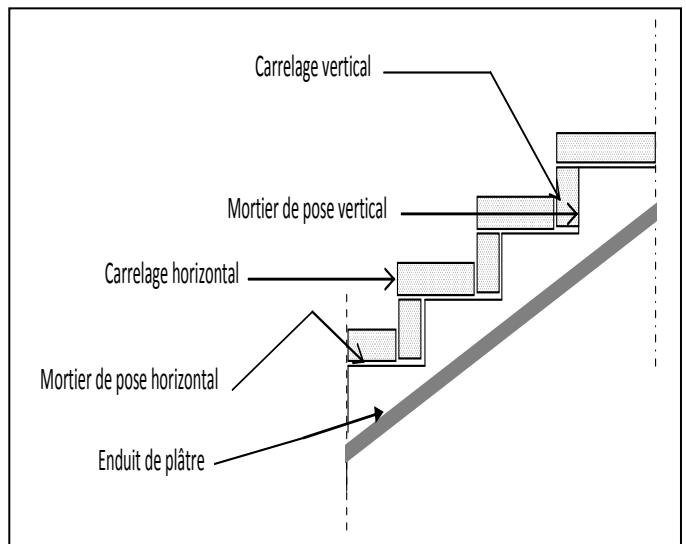 Carrelage vertical
Mortier de pose vertical
Carrelage horizontal
Mortier de pose horizontal
Enduit de plâtre